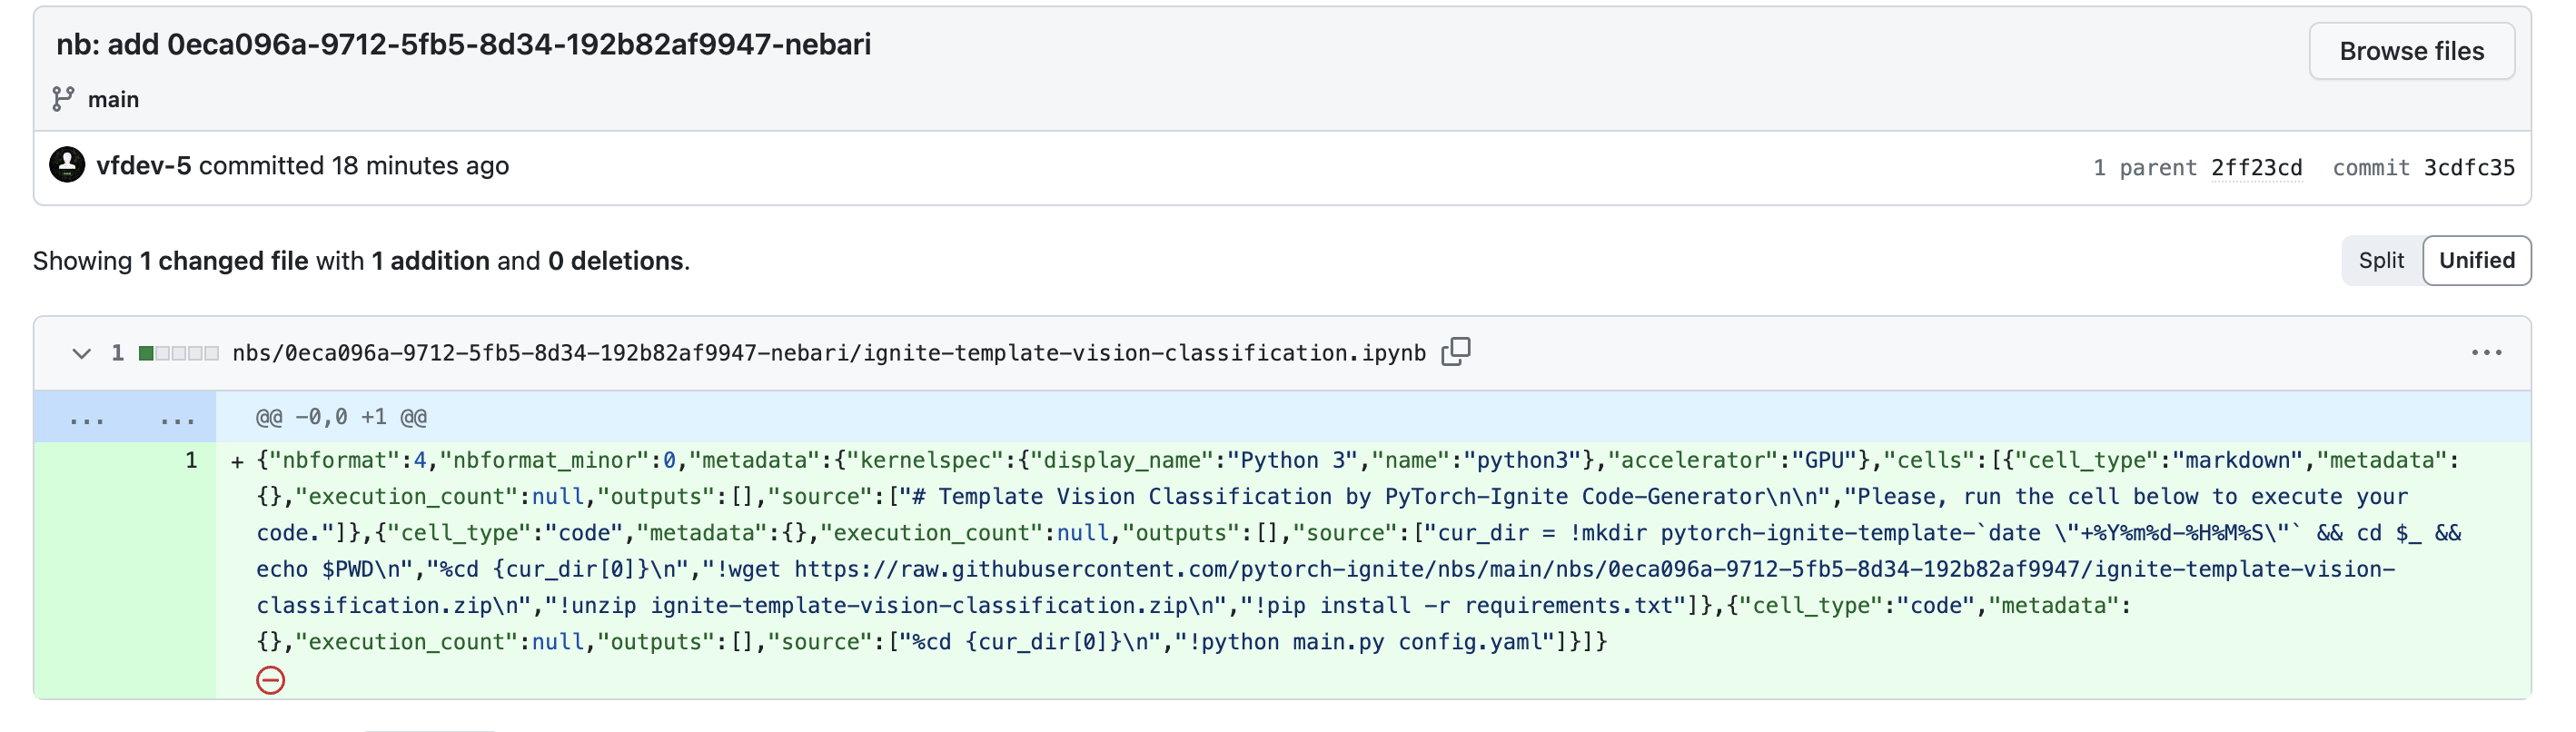 nb: add 0eca096a-9712-5fb5-8d34-192b82af9947-nebari
Browse files
main
vfdev-5 committed 18 minutes ago
1 parent 2ff23cd commit 3cdfc35
Showing 1 changed file with 1 addition and 0 deletions.
Split Unified
1 nbs/0eca096a-9712-5fb5-8d34-192b82af9947-nebari/ignite-template-vision-classification.ipynb
... ... @@ -0,0 +1 @@
1 + {"nbformat":4,"nbformat_minor":0,"metadata":{"kernelspec":{"display_name":"Python 3","name":"python3"},"accelerator":"GPU"},"cells":[{"cell_type":"markdown","metadata":
{},"execution_count":null,"outputs":[],"source":["# Template Vision Classification by PyTorch-Ignite Code-Generator\n\n","Please, run the cell below to execute your
code."]},{"cell_type":"code","metadata":{},"execution_count":null,"outputs":[],"source":["cur_dir = !mkdir pytorch-ignite-template-`date \"+%Y%m%d-%H%M%S\"` && cd $_ &&
echo $PWD\n","%cd {cur_dir[0]}\n","!wget https://raw.githubusercontent.com/pytorch-ignite/nbs/main/nbs/0eca096a-9712-5fb5-8d34-192b82af9947/ignite-template-vision-
classification.zip\n","!unzip ignite-template-vision-classification.zip\n","!pip install -r requirements.txt"]},{"cell_type":"code","metadata":
{},"execution_count":null,"outputs":[],"source":["%cd {cur_dir[0]}\n","!python main.py config.yaml"]}]}